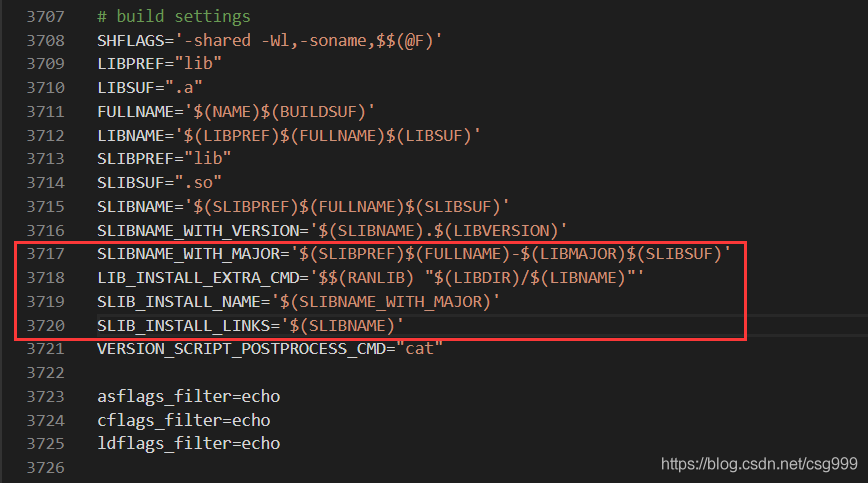 3707 # build settings
3708 SHFLAGS='-shared -Wl,-soname,$$(@F)'
3709 LIBPREF="lib"
3710 LIBSUF=".a"
3711 FULLNAME='$(NAME)$(BUILDSUF)'
3712 LIBNAME='$(LIBPREF)$(FULLNAME)$(LIBSUF)'
3713 SLIBPREF="lib"
3714 SLIBSUF=".so"
3715 SLIBNAME='$(SLIBPREF)$(FULLNAME)$(SLIBSUF)'
3716 SLIBNAME_WITH_VERSION='$(SLIBNAME).$(LIBVERSION)'
3717 SLIBNAME_WITH_MAJOR='$(SLIBPREF)$(FULLNAME)-$(LIBMAJOR)$(SLIBSUF)'
3718 LIB_INSTALL_EXTRA_CMD='$$(RANLIB) "$(LIBDIR)/$(LIBNAME)"'
3719 SLIB_INSTALL_NAME='$(SLIBNAME_WITH_MAJOR)'
3720 SLIB_INSTALL_LINKS='$(SLIBNAME)'
3721 VERSION_SCRIPT_POSTPROCESS_CMD="cat"
3722
3723 asflags_filter=echo
3724 cflags_filter=echo
3725 ldflags_filter=echo
3726
https://blog.csdn.net/csg999